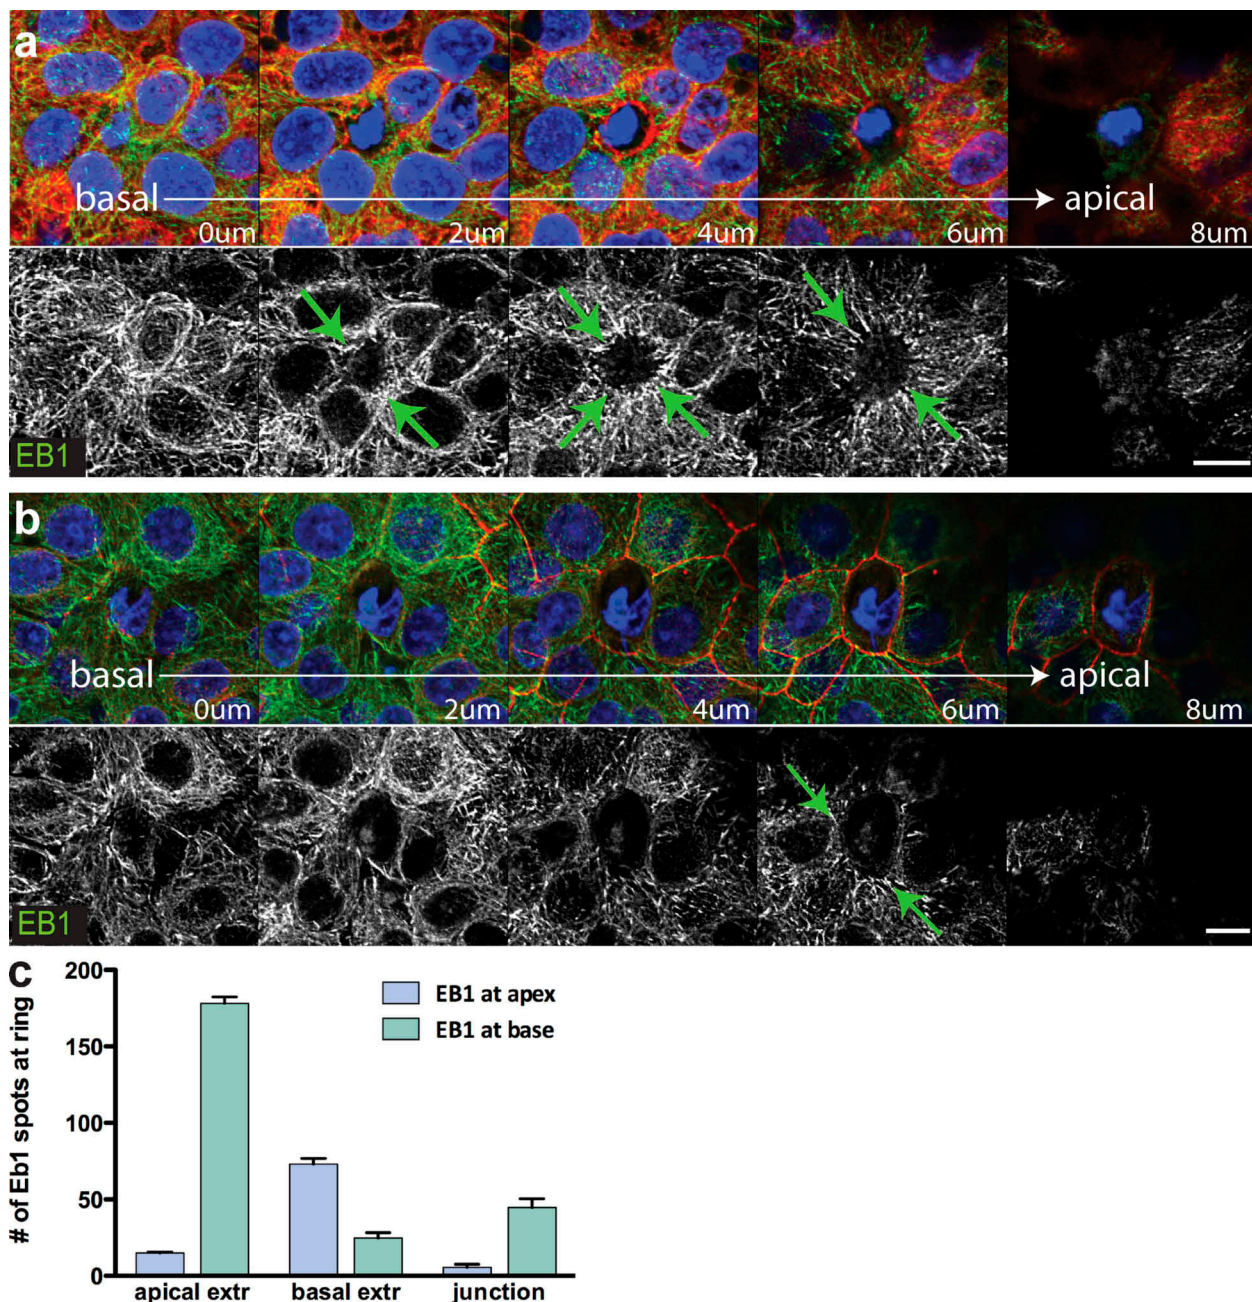 a
basal apical
0um 2um 4um 6um 8um
EB1
b
basal apical
0um 2um 4um 6um 8um
EB1
c
# of Eb1 spots at ring
200
150
100
50
0
EB1 at apex
EB1 at base
apical extr basal extr junction